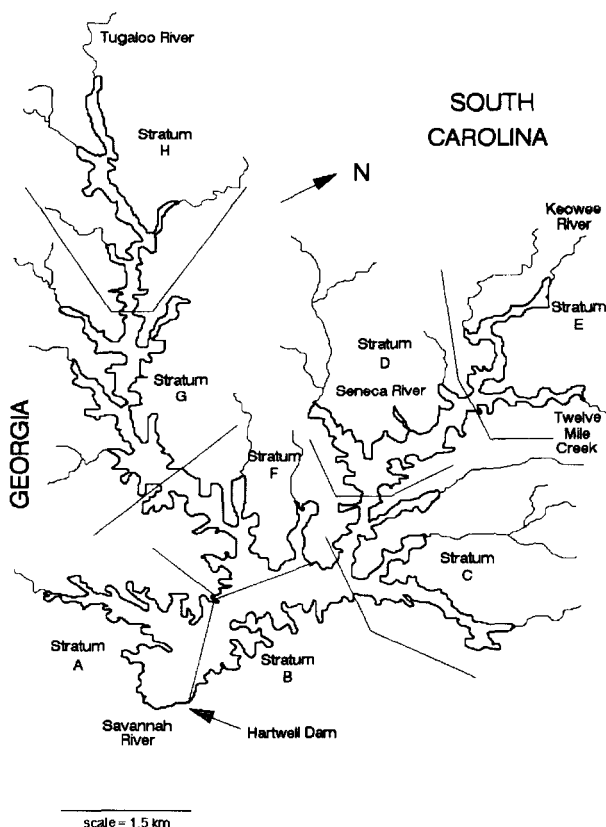 Tugaloo River
SOUTH
CAROLINA
Stratum
H
N
Keowee
River
Stratum
E
Stratum
D
Seneca River
Stratum
G
Twelve
Mile
Creek
GEORGIA
Stratum
F
Stratum
C
Stratum
A
Stratum
B
Savannah
River
Hartwell Dam
scale = 1.5 km